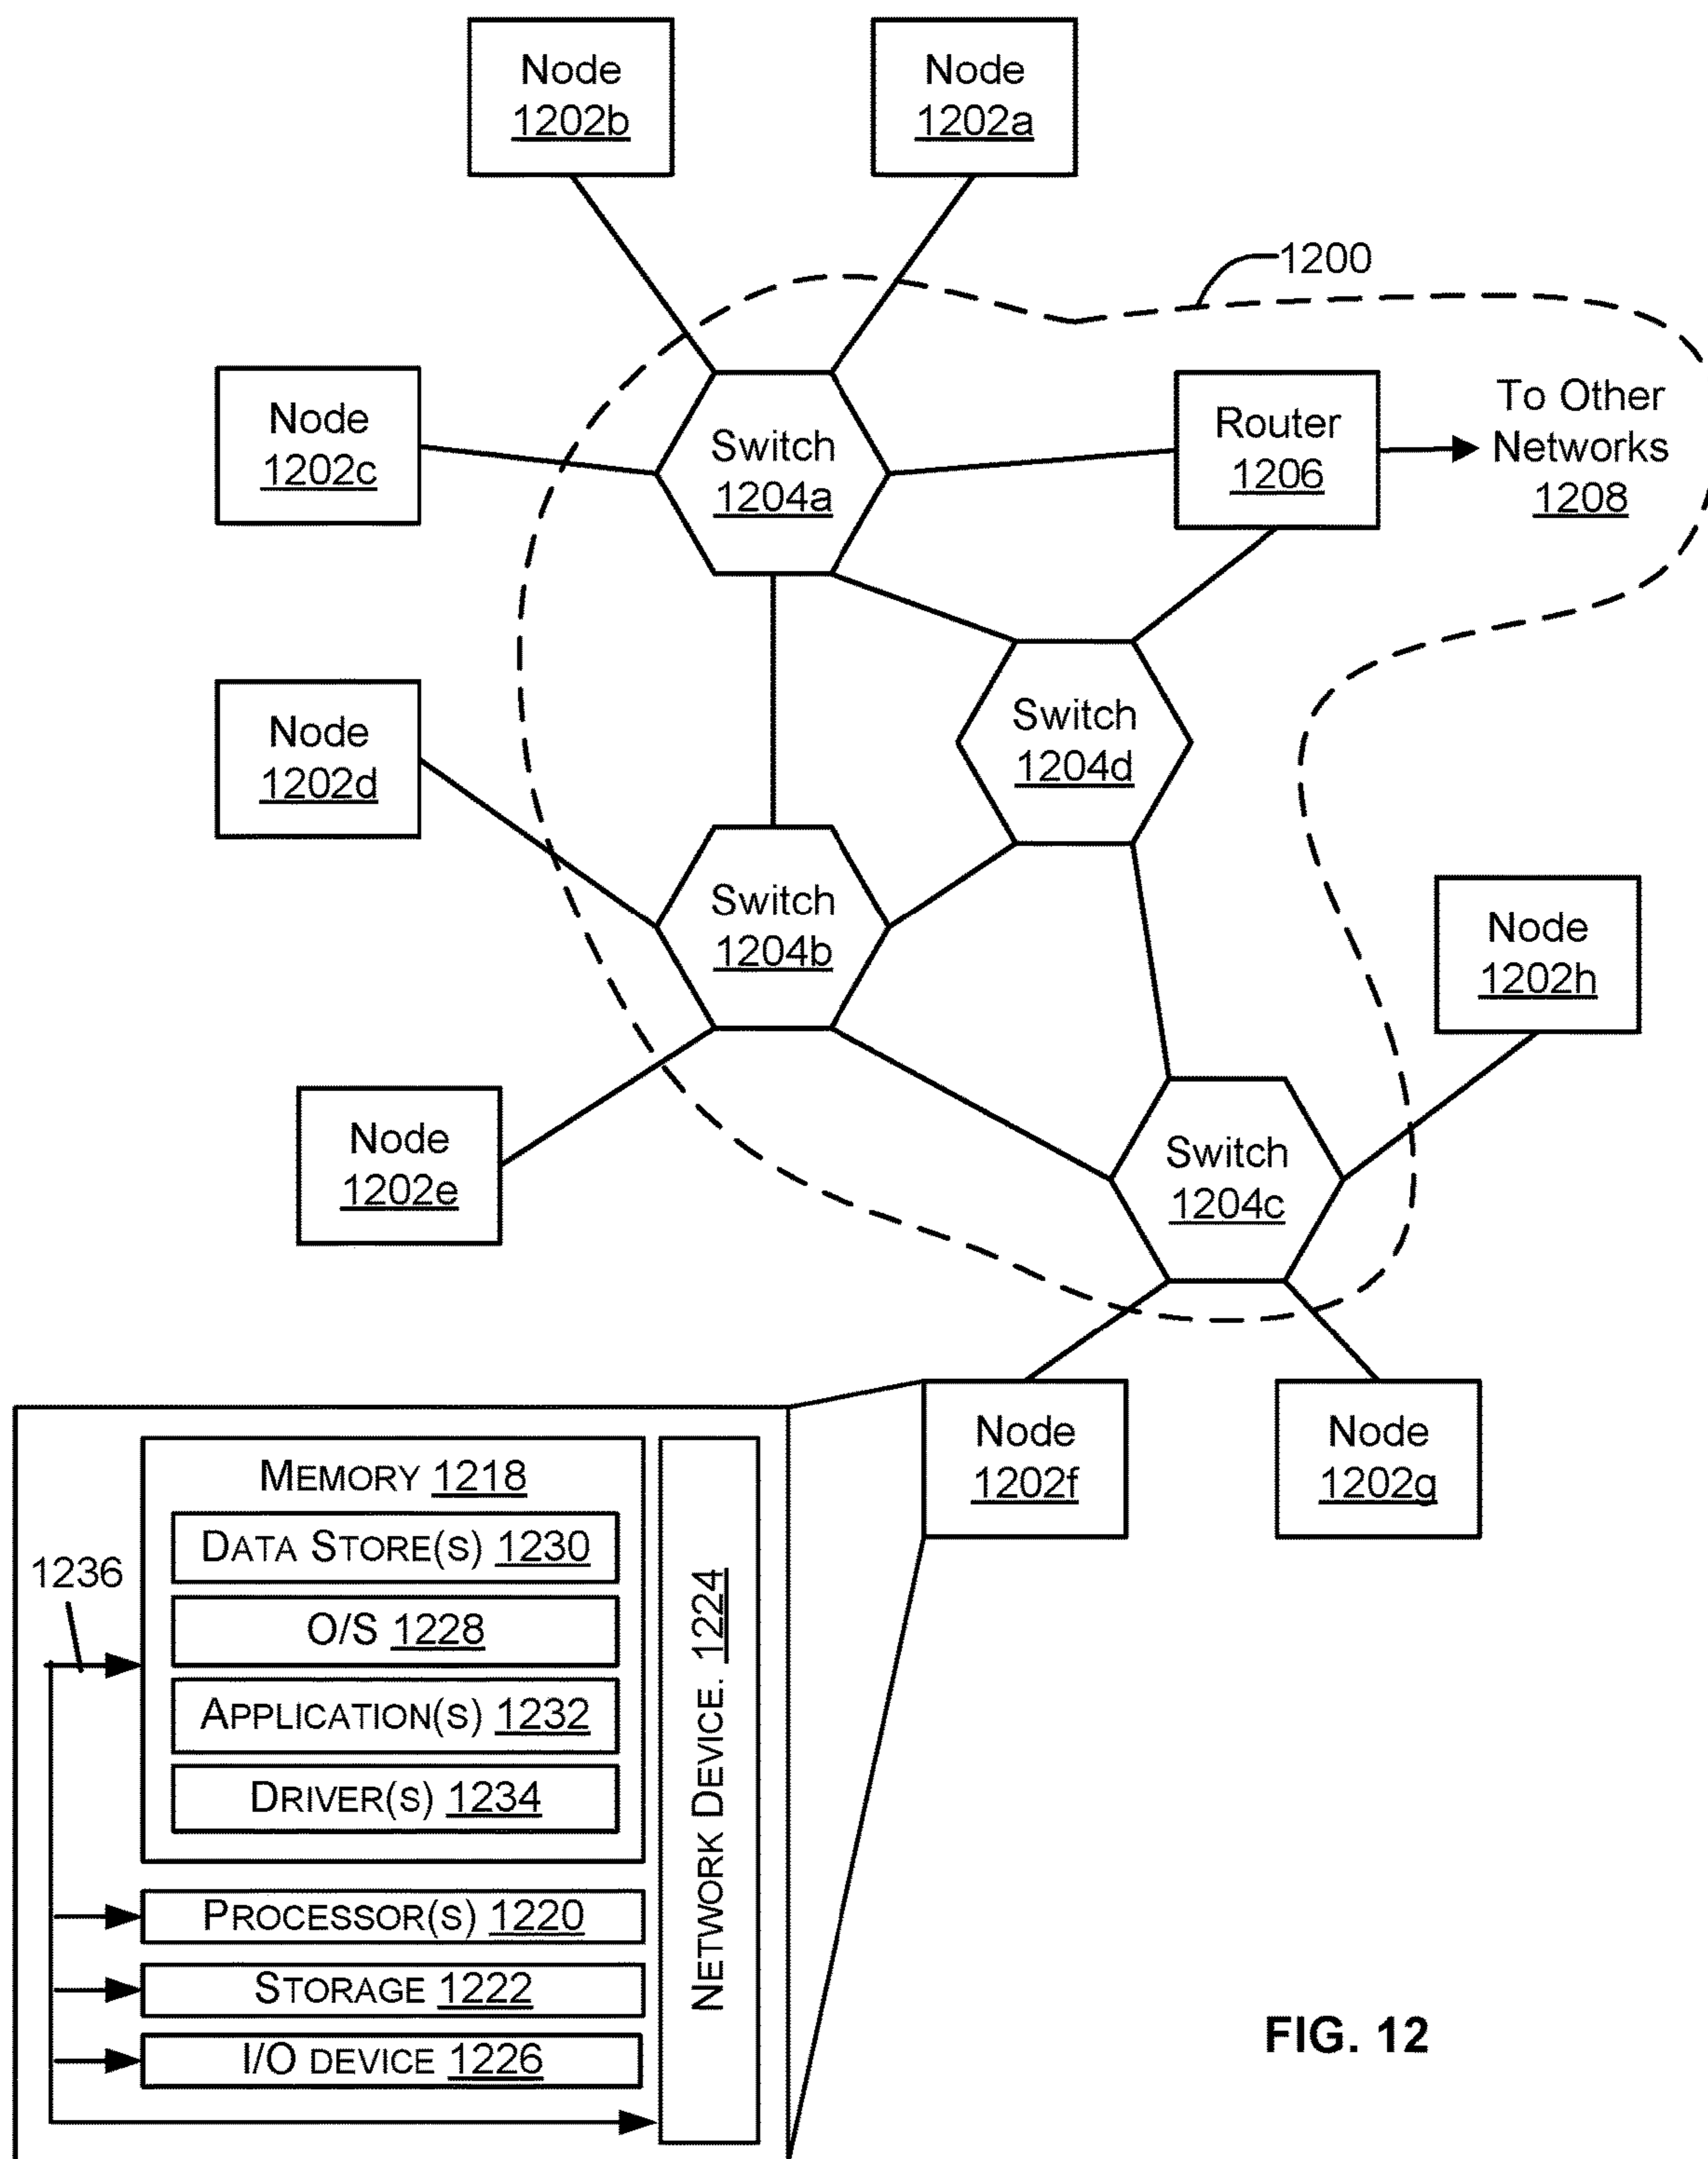 Node
1202b
Node
1202a
1200
Node
1202c
Switch
1204a
Router
1206
To Other
Networks
1208
Node
1202d
Switch
1204d
Switch
1204b
Node
1202h
Node
1202e
Switch
1204c
Node
1202f
Node
1202g
MEMORY 1218
DATA STORE(S) 1230
1236
O/S 1228
APPLICATION(S) 1232
DRIVER(S) 1234
NETWORK DEVICE. 1224
PROCESSOR(S) 1220
STORAGE 1222
I/O DEVICE 1226
FIG. 12